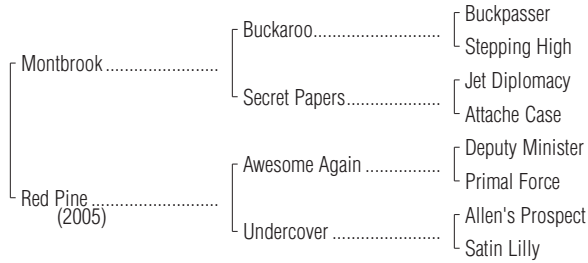 Buckpasser
Buckaroo....................................
Stepping High
Montbrook ................................
Jet Diplomacy
Secret Papers...........................
Attache Case
Deputy Minister
Awesome Again .......................
Primal Force
Red Pine ....................................
(2005)
Allen's Prospect
Undercover ...............................
Satin Lilly